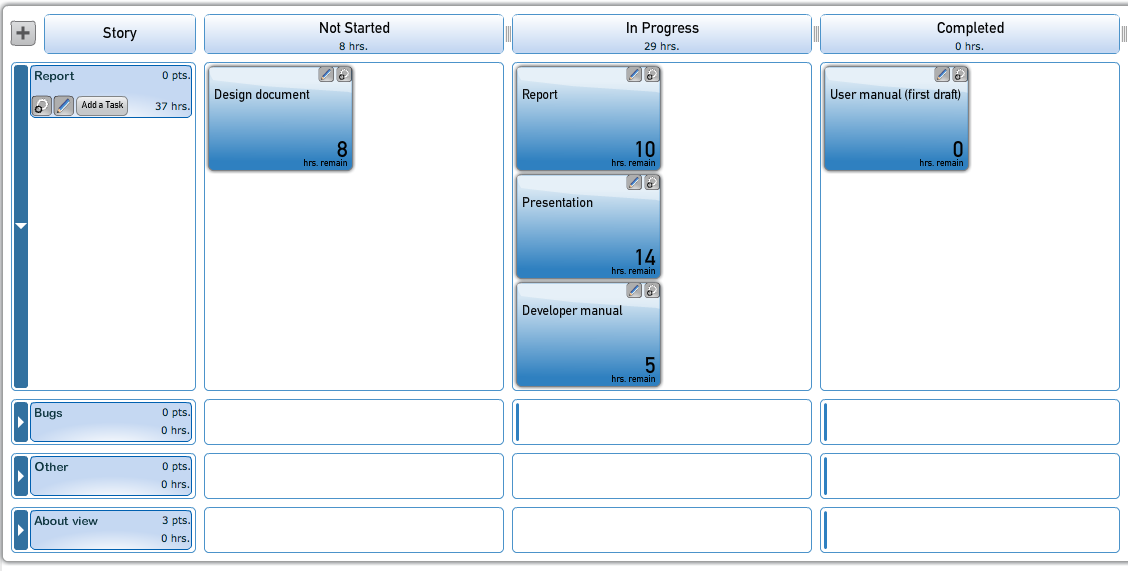 Story
Not Started
8 hrs.
In Progress
29 hrs.
Completed
0 hrs.
Report
0 pts.
Add a Task
37 hrs.
Design document
8
hrs. remain
Report
10
hrs. remain
Presentation
14
hrs. remain
Developer manual
5
hrs. remain
User manual (first draft)
0
hrs. remain
Bugs
0 pts.
0 hrs.
Other
0 pts.
0 hrs.
About view
3 pts.
0 hrs.